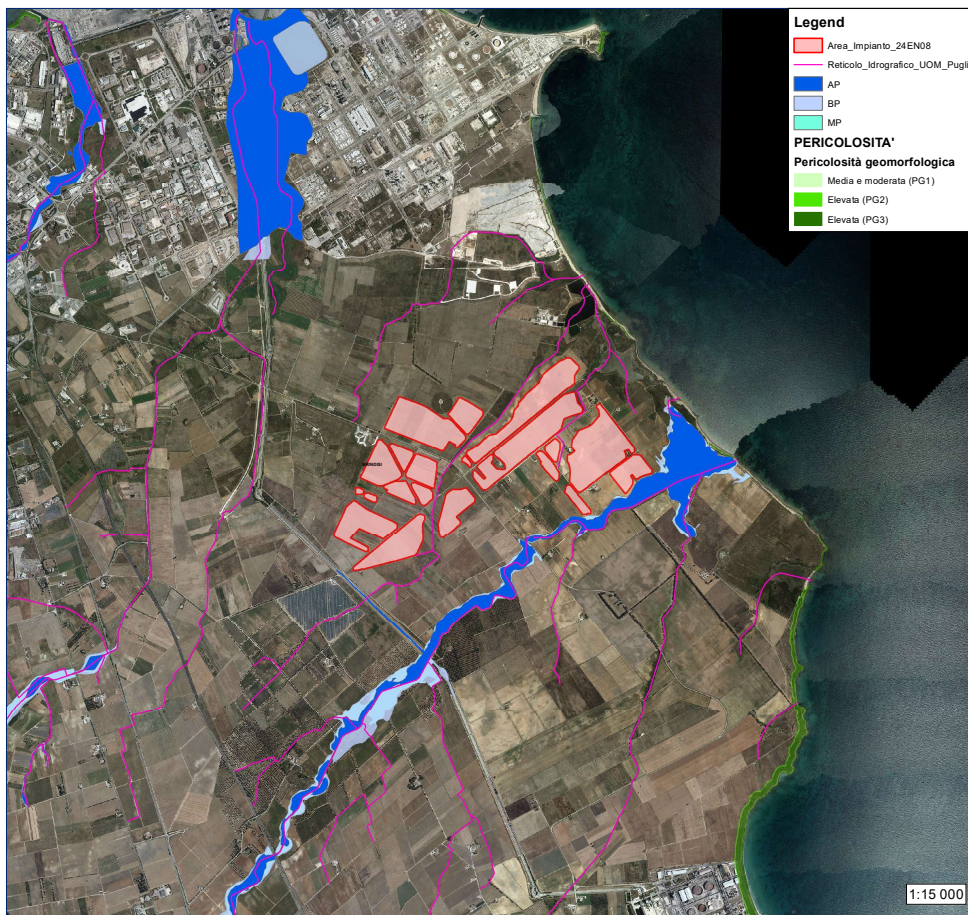 Legend
Area_Impianto_24EN08
Reticolo_Idrografico_UOM_Pugli
AP
BP
MP
PERICOLOSITA'
Pericolosità geomorfologica
Media e moderata (PG1)
Elevata (PG2)
Elevata (PG3)
BRINDISI
1:15 000